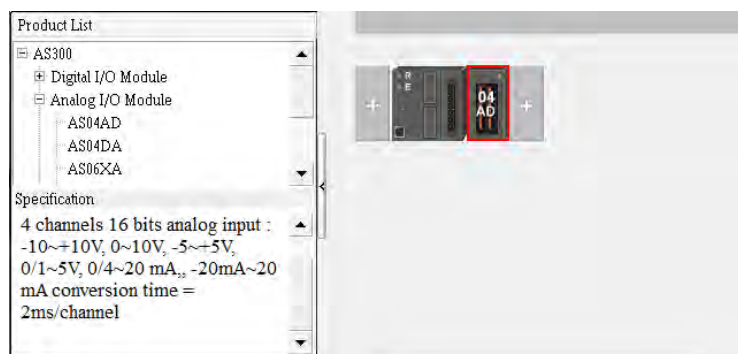 Product List
AS300
Digital I/O Module
Analog I/O Module
AS04AD
AS04DA
AS06XA
Specification
4 channels 16 bits analog input :
-10~+10V, 0~10V, -5~+5V,
0/1~5V, 0/4~20 mA,, -20mA~20
mA conversion time =
2ms/channel
R
E
04
AD